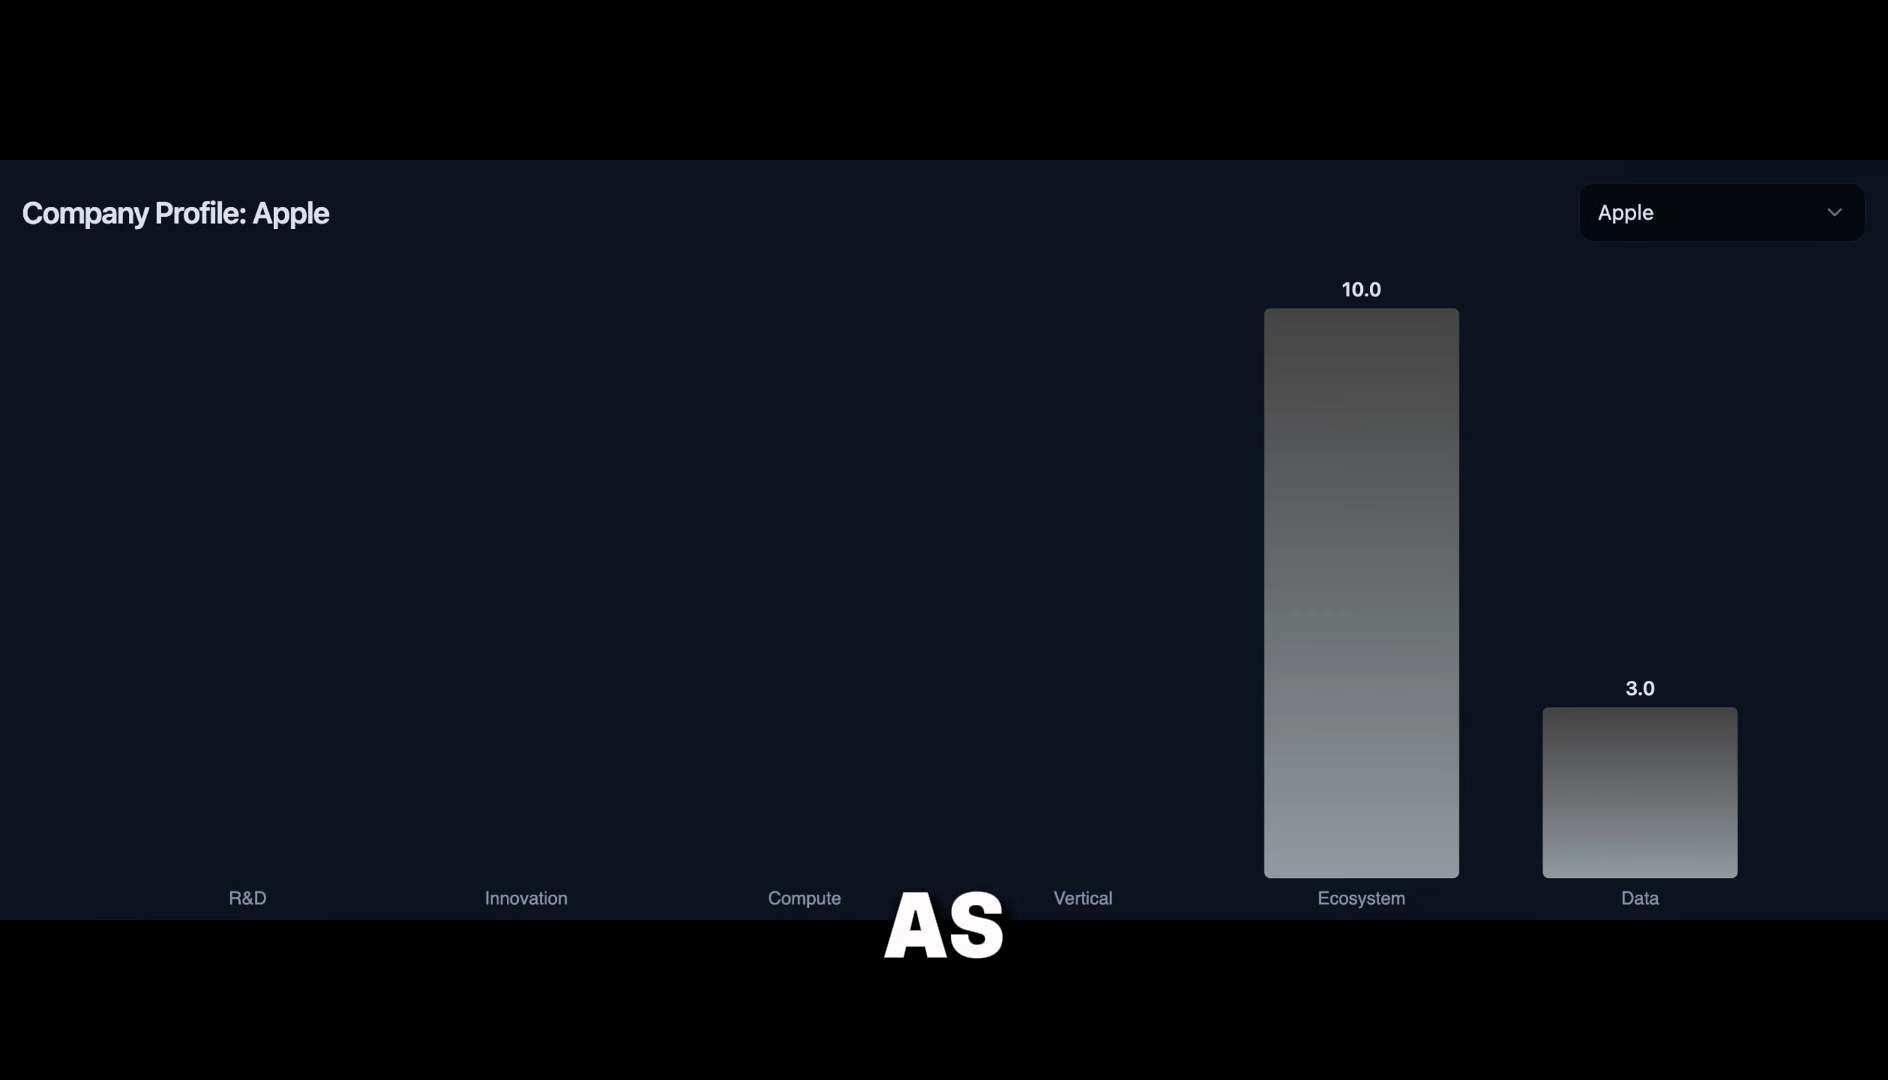 Company Profile: Apple
Apple
10.0
3.0
R&D
Innovation
Compute
Vertical
Ecosystem
Data
AS